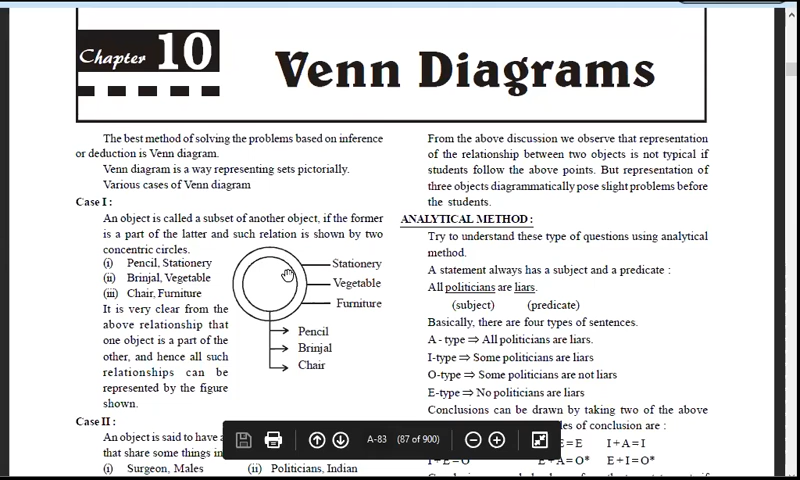 Chapter 10
Venn Diagrams
The best method of solving the problems based on inference
or deduction is Venn diagram.
Venn diagram is a way representing sets pictorially.
Various cases of Venn diagram
Case I :
An object is called a subset of another object, if the former
is a part of the latter and such relation is shown by two
concentric circles.
(i) Pencil, Stationery
(ii) Brinjal, Vegetable
(iii) Chair, Furniture
It is very clear from the
above relationship that
one object is a part of the
other, and hence all such
relationships can be
represented by the figure
shown.
Stationery
Vegetable
Furniture
Pencil
Brinjal
Chair
Case II :
An object is said to have a
that share some things in
(i) Surgeon, Males (ii) Politicians, Indian
From the above discussion we observe that representation
of the relationship between two objects is not typical if
students follow the above points. But representation of
three objects diagrammatically pose slight problems before
the students.
ANALYTICAL METHOD :
Try to understand these type of questions using analytical
method.
A statement always has a subject and a predicate :
All politicians are liars.
(subject) (predicate)
Basically, there are four types of sentences.
A - type ⇒ All politicians are liars.
I-type ⇒ Some politicians are liars
O-type ⇒ Some politicians are not liars
E-type ⇒ No politicians are liars
Conclusions can be drawn by taking two of the above
les of conclusion are :
E = E I + A = I
I + E = O E + A = O* E + I = O*
A-83 (87 of 900)